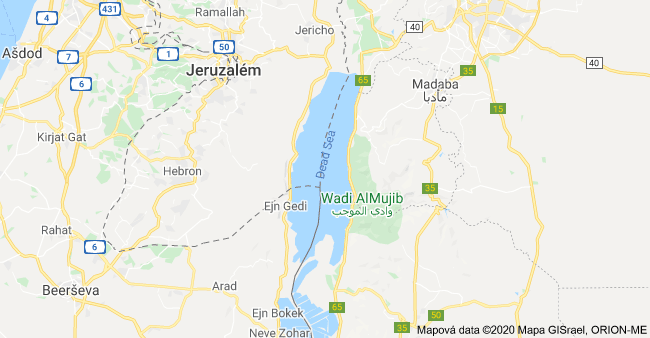 431
Ramallah
4
Jericho
40
Ašdod
7
1
50
Jeruzalém
65
35
40
6
Madaba
مادبا
15
Kirjat Gat
Dead Sea
Hebron
35
Wadi AlMujib
وادي الموجب
Ejn Gedi
Rahat
6
Arad
Beerševa
Ejn Bokek
65
50
35
Neve Zohar
Mapová data ©2020 Mapa GISrael, ORION-ME